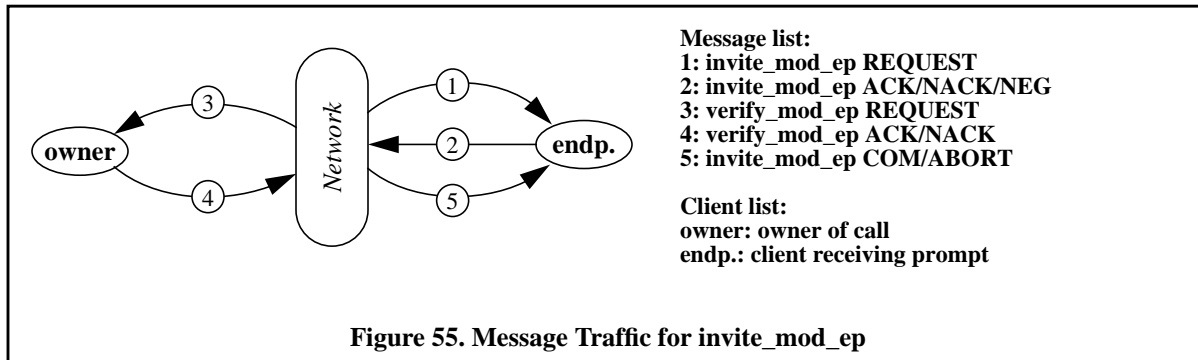 Message list:
1: invite_mod_ep REQUEST
2: invite_mod_ep ACK/NACK/NEG
3: verify_mod_ep REQUEST
4: verify_mod_ep ACK/NACK
5: invite_mod_ep COM/ABORT
Client list:
owner: owner of call
endp.: client receiving prompt
owner
3
4
Network
1
2
5
endp.
Figure 55. Message Traffic for invite_mod_ep